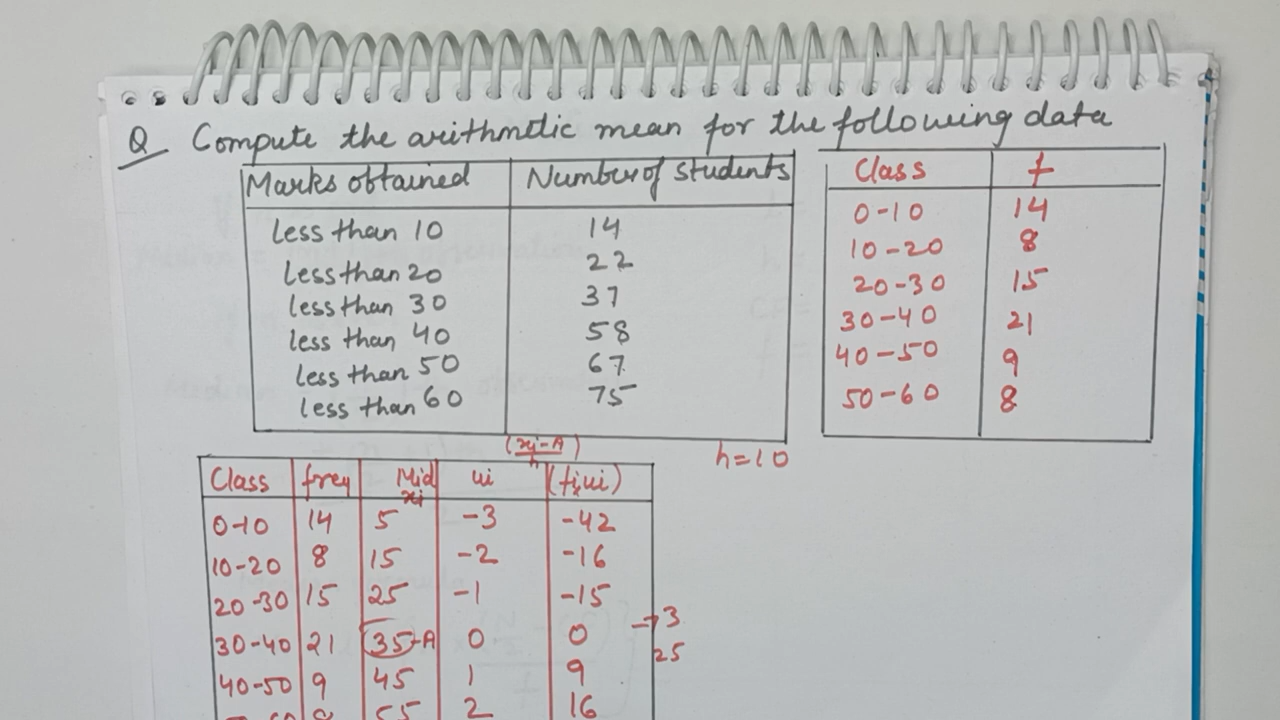 Q Compute the arithmetic mean for the following data
Marks obtained Number of students
Less than 10 14
Less than 20 22
less than 30 37
less than 40 58
less than 50 67
less than 60 75
Class f
0-10 14
10-20 8
20-30 15
30-40 21
40-50 9
50-60 8
h=10
(xi-A)
h
Class freq Mid xi ui (fixui)
0-10 14 5 -3 -42
10-20 8 15 -2 -16
20-30 15 25 -1 -15
30-40 21 35-A 0 0
40-50 9 45 1 9
55 2 16
25